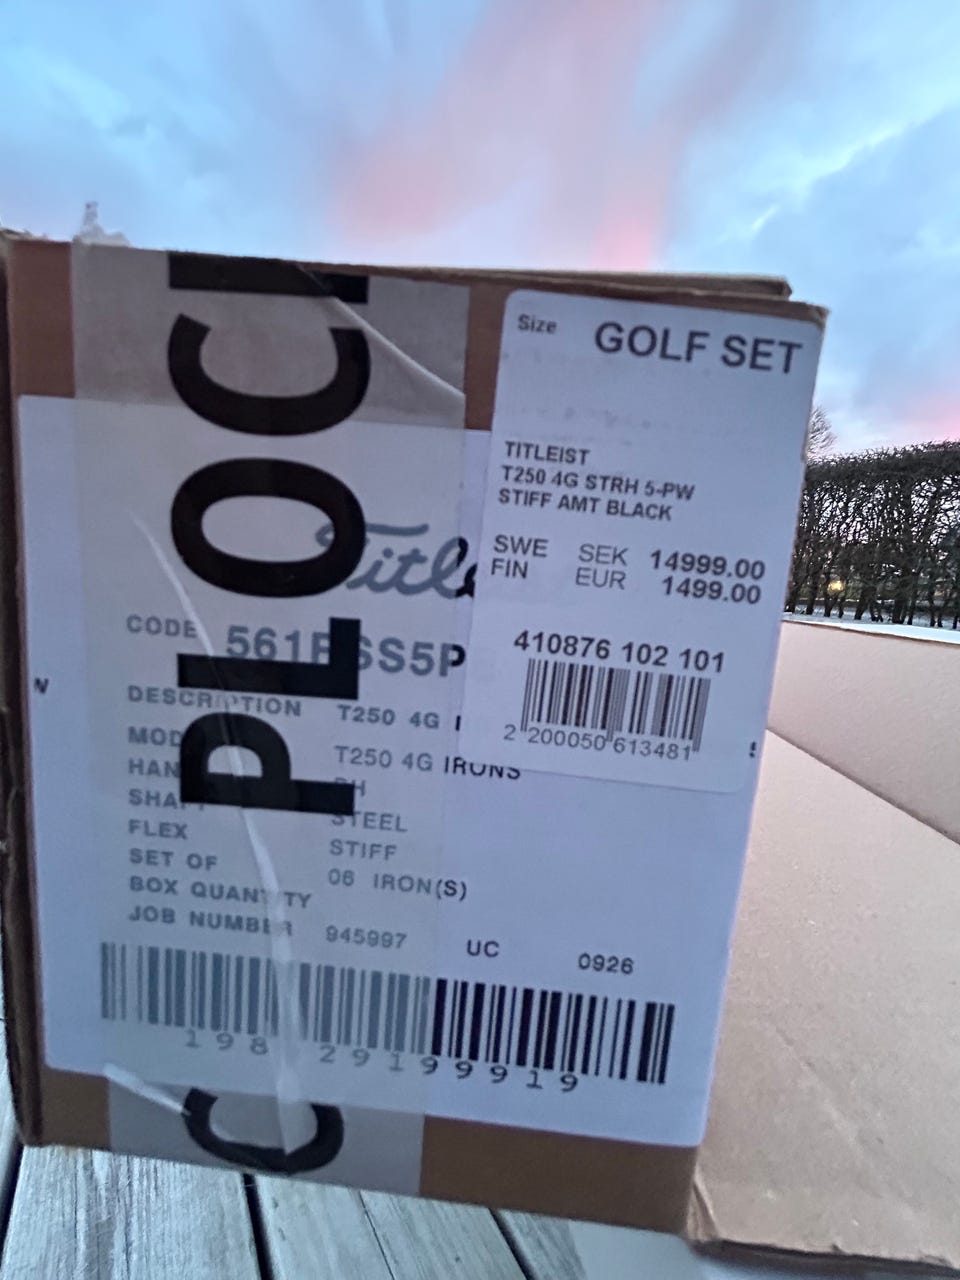 Size GOLF SET
TITLEIST
T250 4G STRH 5-PW
STIFF AMT BLACK
SWE SEK 14999.00
FIN EUR 1499.00
410876 102 101
2 200050 613481
PLOC
C
CODE
DESCRIPTION T250 4G
T250 4G IRONS
STEEL
FLEX STIFF
SET OF 06 IRON(S)
BOX QUANTITY
JOB NUMBER 945997 UC 0926